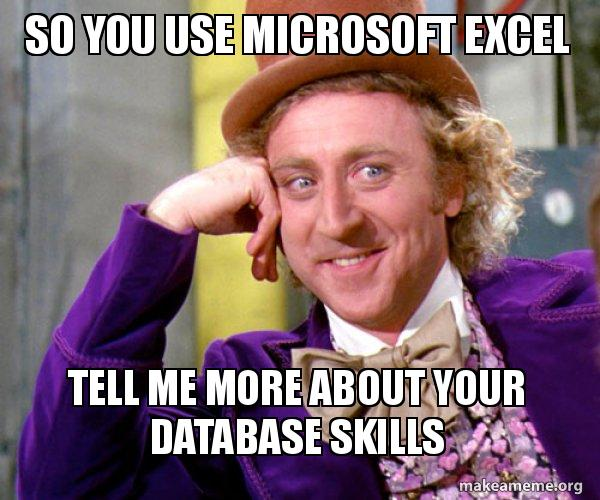 SO YOU USE MICROSOFT EXCEL
TELL ME MORE ABOUT YOUR
DATABASE SKILLS
makeameme.org